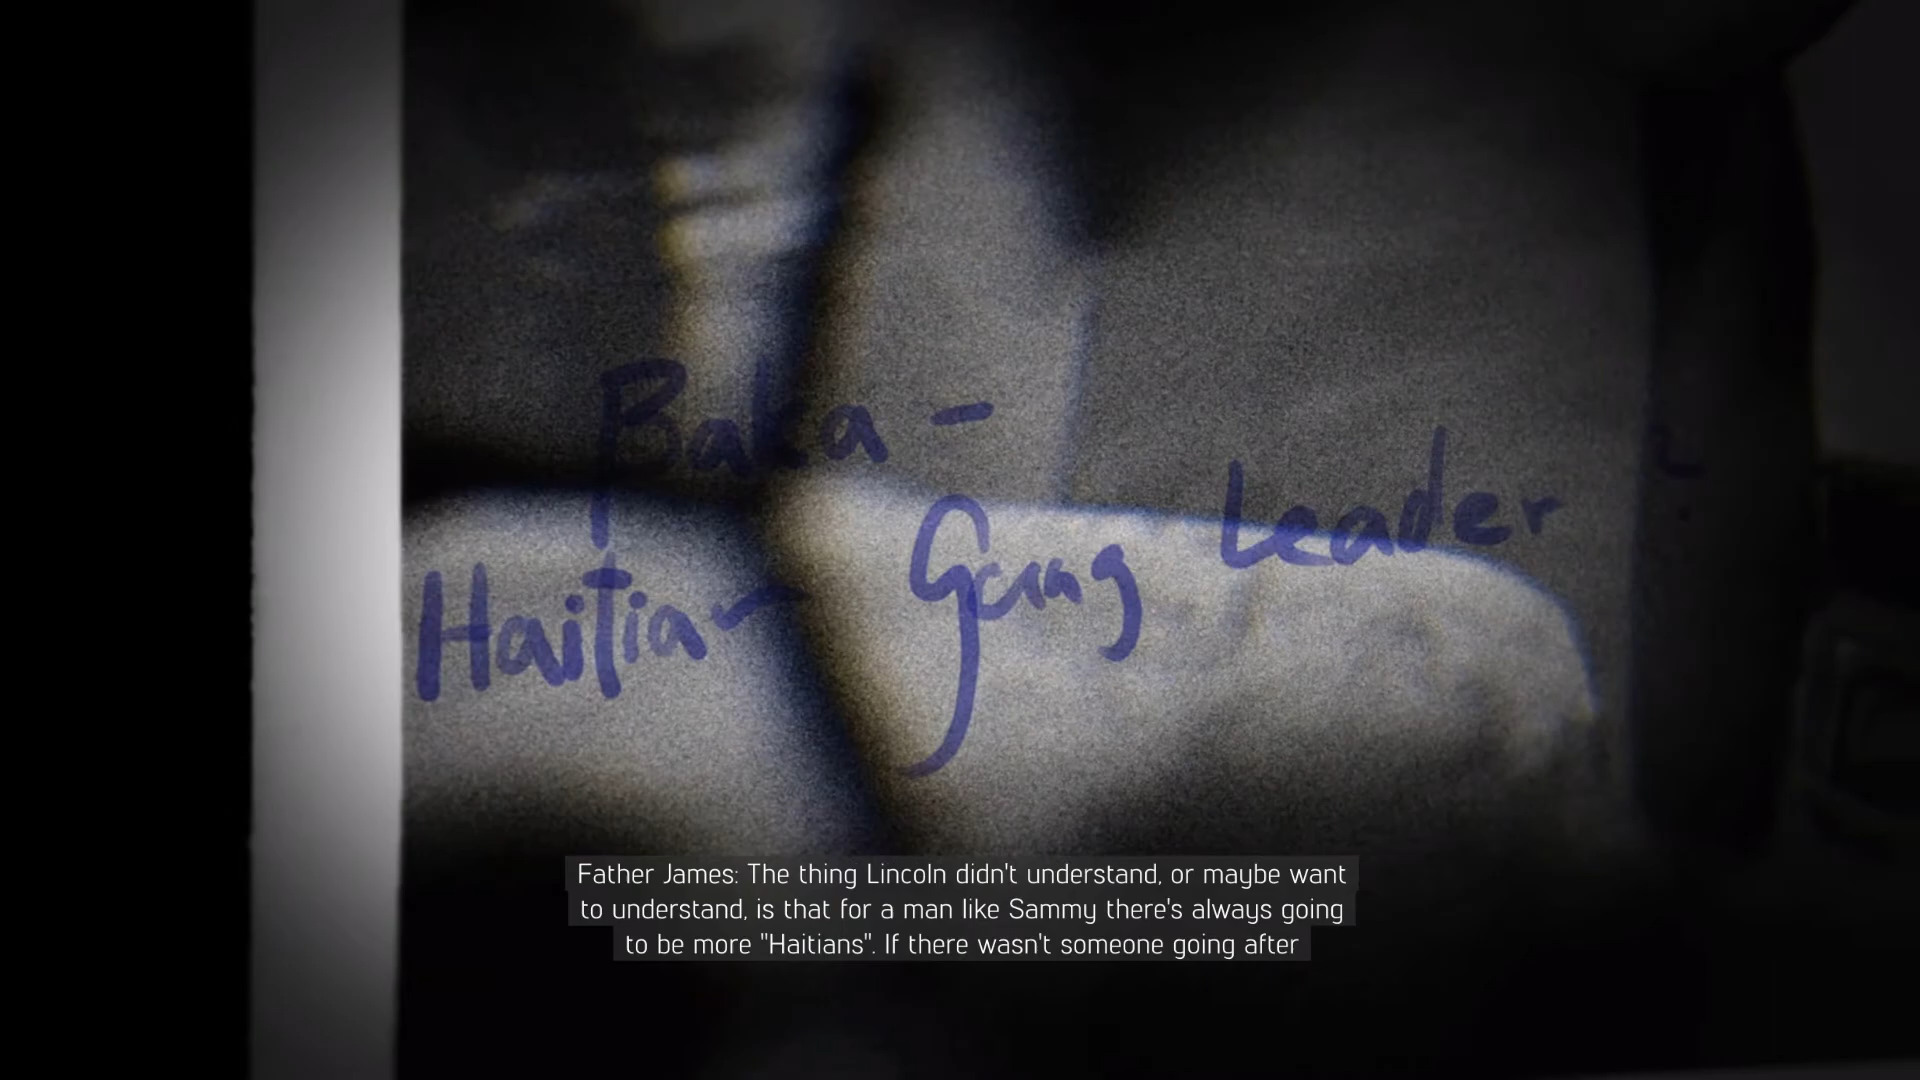 Baka -
Haitian Gang Leader
Father James: The thing Lincoln didn't understand, or maybe want
to understand, is that for a man like Sammy there's always going
to be more "Haitians". If there wasn't someone going after